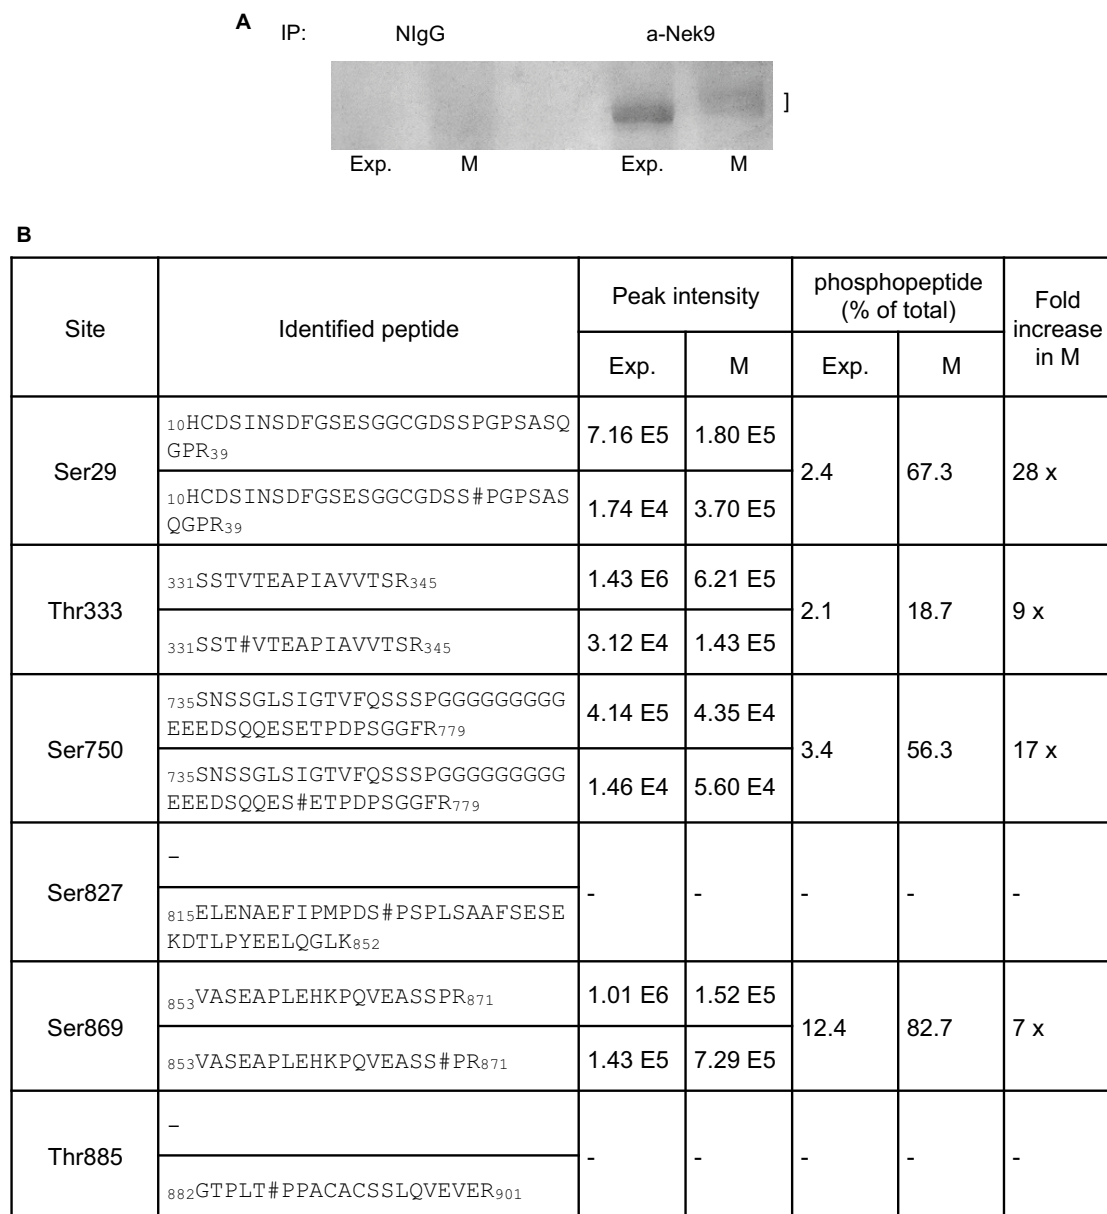 A
IP:
NIgG
a-Nek9
]
Exp.
M
Exp.
M
B
Site
Identified peptide
Peak intensity
phosphopeptide
(% of total)
Fold
increase
in M
Exp.
M
Exp.
M
Ser29
10HCDSINSDFGSESGGCGDSSPGPSASQ
GPR39
7.16 E5
1.80 E5
2.4
67.3
28 x
10HCDSINSDFGSESGGCGDSS#PGPSAS
QGPR39
1.74 E4
3.70 E5
Thr333
331SSTVTEAPIAVVTSR345
1.43 E6
6.21 E5
2.1
18.7
9 x
331SST#VTEAPIAVVTSR345
3.12 E4
1.43 E5
Ser750
735SNSSGLSIGTVFQSSSPGGGGGGGGG
EEEDSQQESETPDPSGGFR779
4.14 E5
4.35 E4
3.4
56.3
17 x
735SNSSGLSIGTVFQSSSPGGGGGGGGG
EEEDSQQES#ETPDPSGGFR779
1.46 E4
5.60 E4
Ser827
–
-
-
-
-
-
815ELENAEFIPMPDS#PSPLSAAFSESE
KDTLPYEELQGLK852
Ser869
853VASEAPLEHKPQVEASSPR871
1.01 E6
1.52 E5
12.4
82.7
7 x
853VASEAPLEHKPQVEASS#PR871
1.43 E5
7.29 E5
Thr885
–
-
-
-
-
-
882GTPLT#PPACACSSLQVEVER901